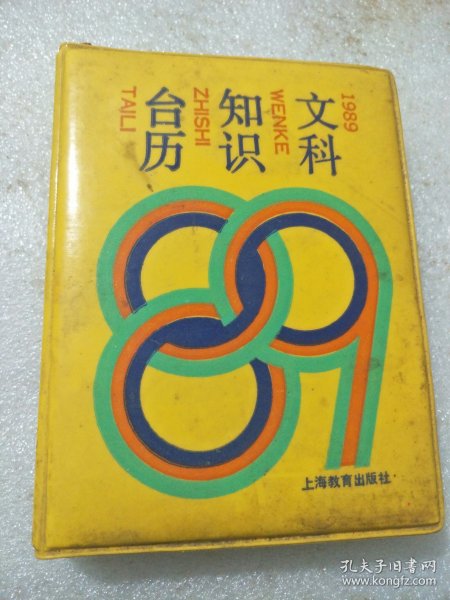 1989
文科
WENKE
知识
ZHISHI
台历
TAILI
89
上海教育出版社
孔夫子旧书网
www.kongfz.com